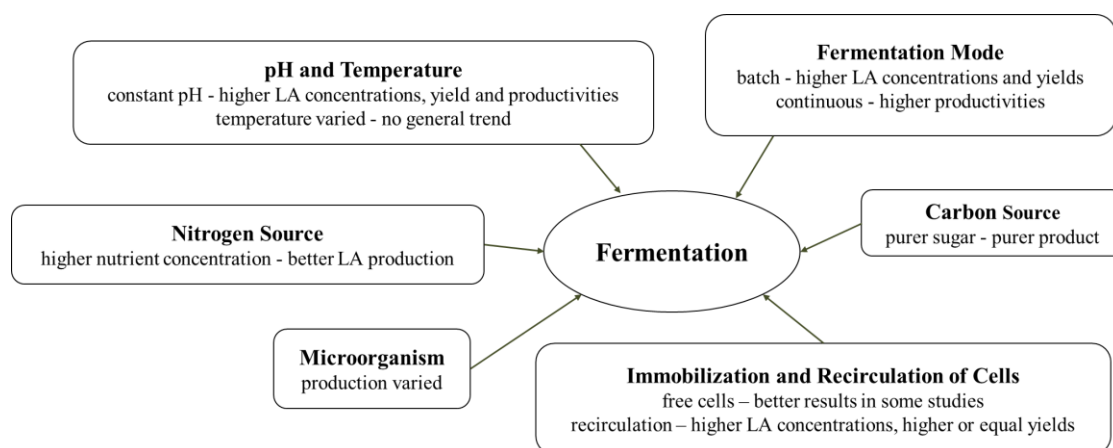 pH and Temperature
constant pH - higher LA concentrations, yield and productivities
temperature varied - no general trend
Fermentation Mode
batch - higher LA concentrations and yields
continuous - higher productivities
Nitrogen Source
higher nutrient concentration - better LA production
Fermentation
Carbon Source
purer sugar - purer product
Microorganism
production varied
Immobilization and Recirculation of Cells
free cells – better results in some studies
recirculation – higher LA concentrations, higher or equal yields